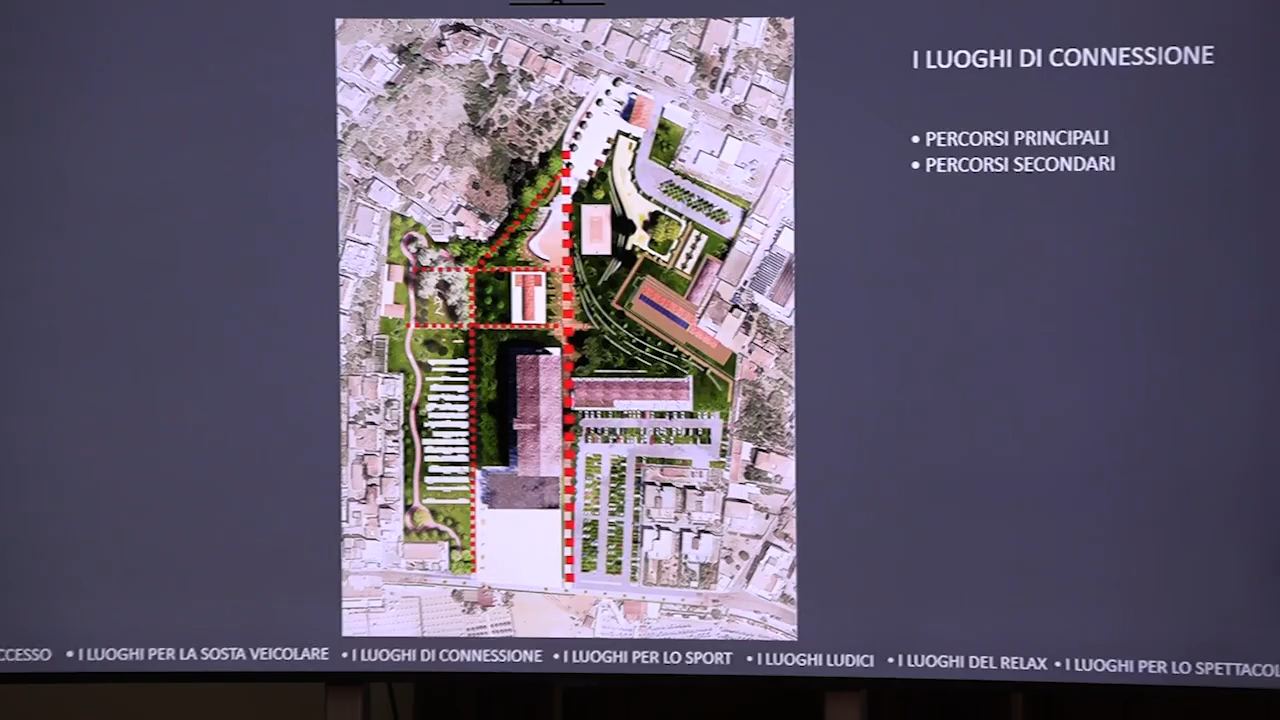 I LUOGHI DI CONNESSIONE
• PERCORSI PRINCIPALI
• PERCORSI SECONDARI
CCESSO • I LUOGHI PER LA SOSTA VEICOLARE • I LUOGHI DI CONNESSIONE • I LUOGHI PER LO SPORT • I LUOGHI LUDICI • I LUOGHI DEL RELAX • I LUOGHI PER LO SPETTACOL